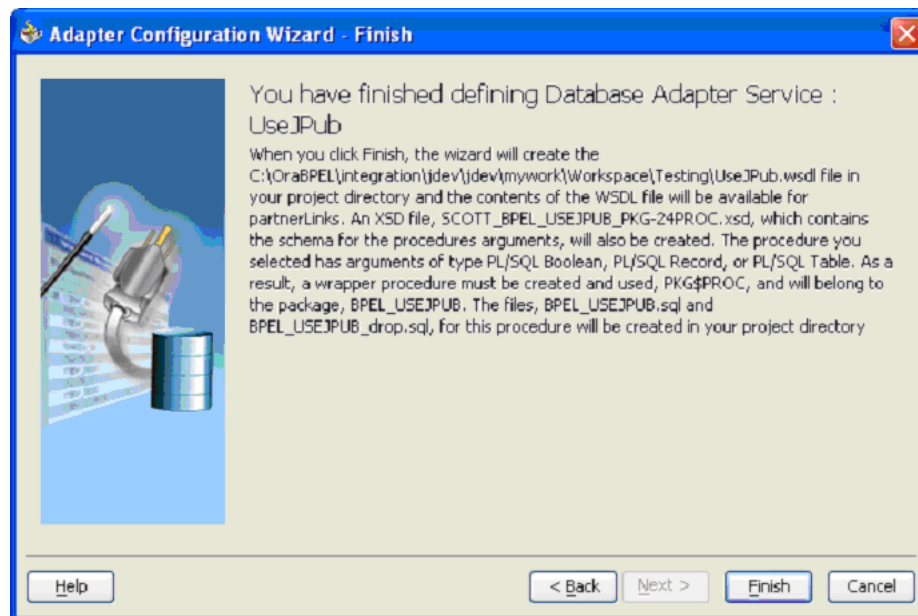 Adapter Configuration Wizard - Finish
You have finished defining Database Adapter Service :
UseJPub
When you click Finish, the wizard will create the
C:\OraBPEL\integration\jdev\jdev\mywork\Workspace\Testing\UseJPub.wsdl file in
your project directory and the contents of the WSDL file will be available for
partnerLinks. An XSD file, SCOTT_BPEL_USEJPUB_PKG-24PROC.xsd, which contains
the schema for the procedures arguments, will also be created. The procedure you
selected has arguments of type PL/SQL Boolean, PL/SQL Record, or PL/SQL Table. As a
result, a wrapper procedure must be created and used, PKG$PROC, and will belong to
the package, BPEL_USEJPUB. The files, BPEL_USEJPUB.sql and
BPEL_USEJPUB_drop.sql, for this procedure will be created in your project directory
Help
< Back
Next >
Finish
Cancel